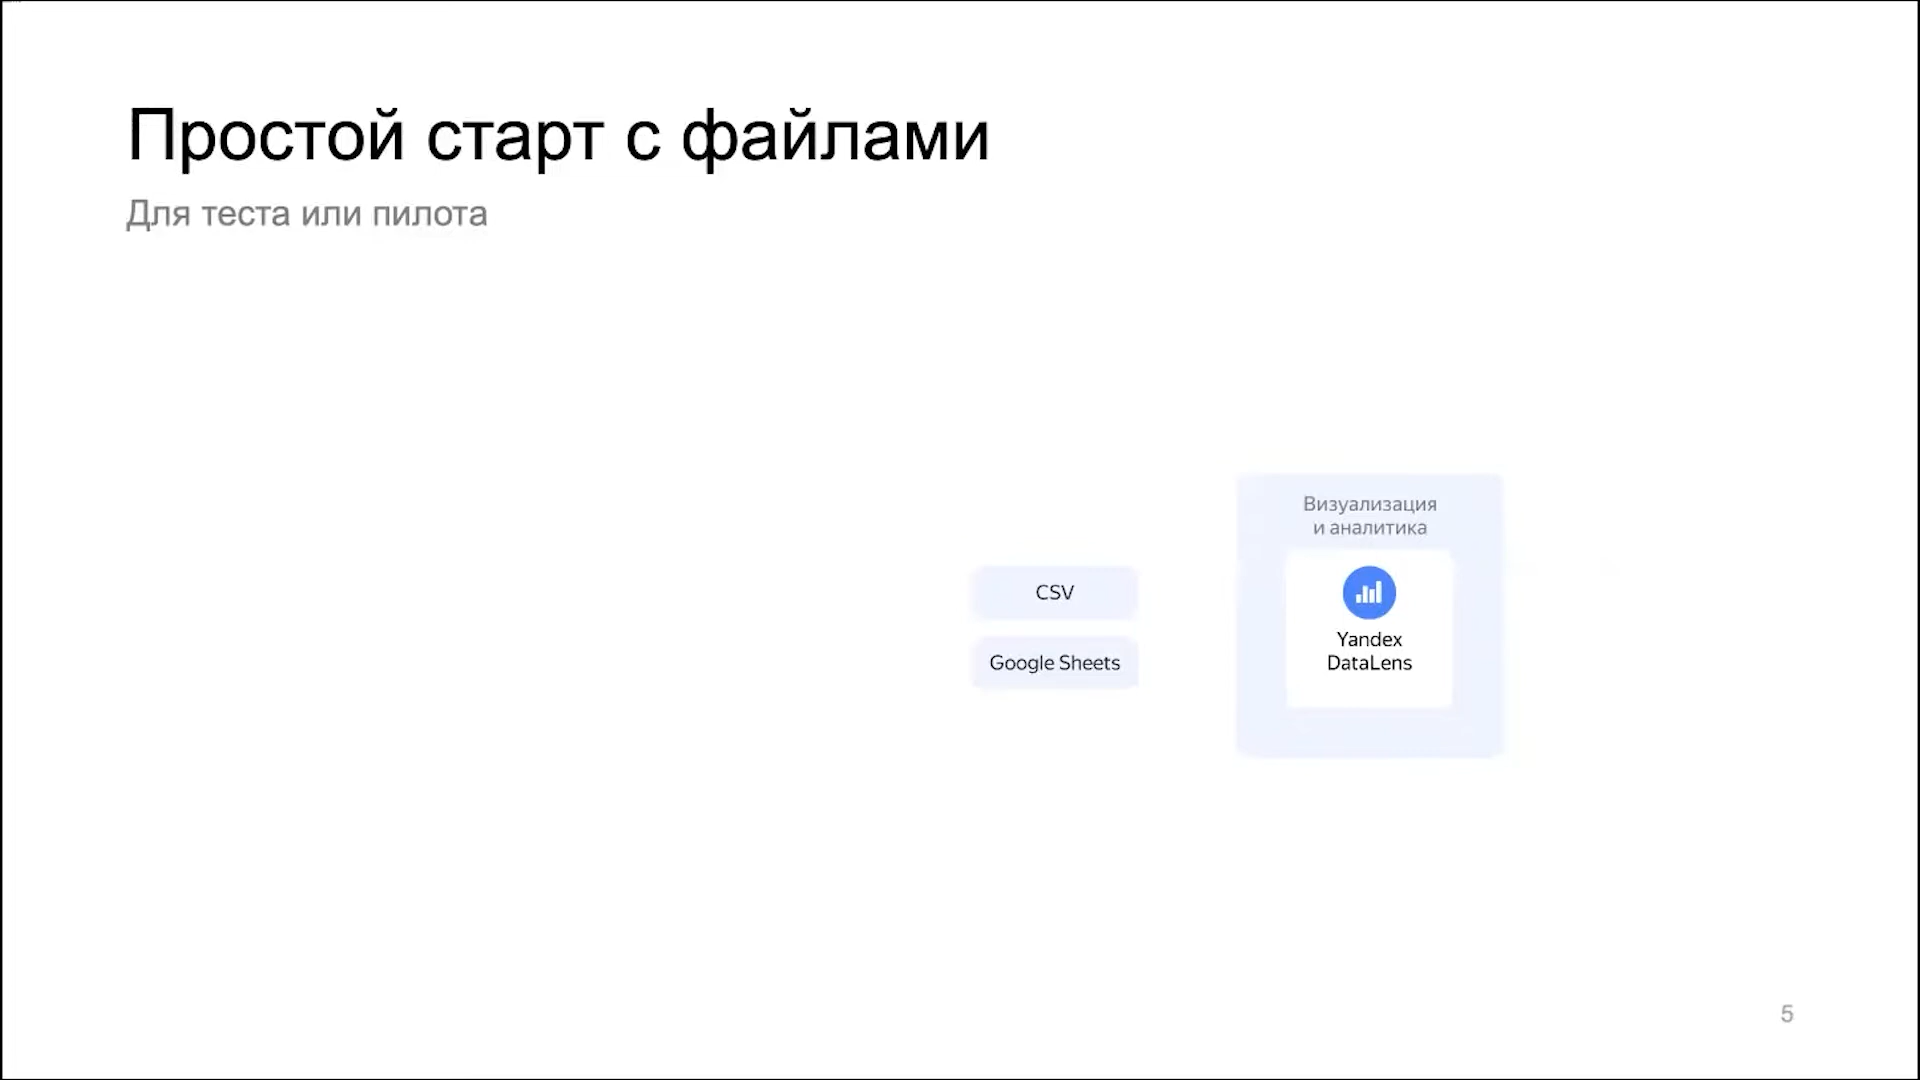 Простой старт с файлами
Для теста или пилота
Визуализация
и аналитика
CSV
Google Sheets
Yandex
DataLens
5